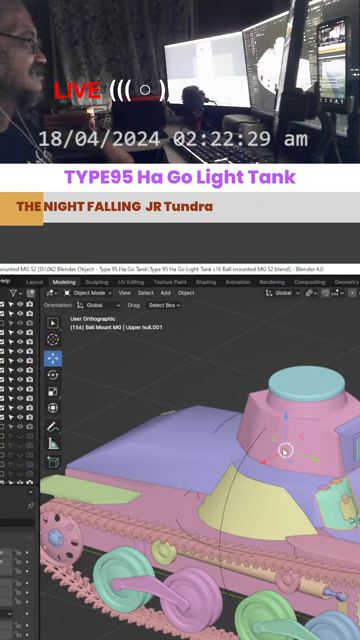 LIVE ((( ○ ))
18/04/2024 02:22:29 am
TYPE95 Ha Go Light Tank
THE NIGHT FALLING JR Tundra
mounted MG S2 [D:\062 Blender Object - Type 95 Ha Go Tank\Type 95 Ha Go Light Tank s16 Ball mounted MG S2.blend] - Blender 4.0
Help Layout Modeling Sculpting UV Editing Texture Paint Shading Animation Rendering Compositing Geometry
Object Mode View Select Add Object Global
Orientation: Global Drag: Select Box
User Orthographic
(156) Ball Mount MG | Upper hull.001